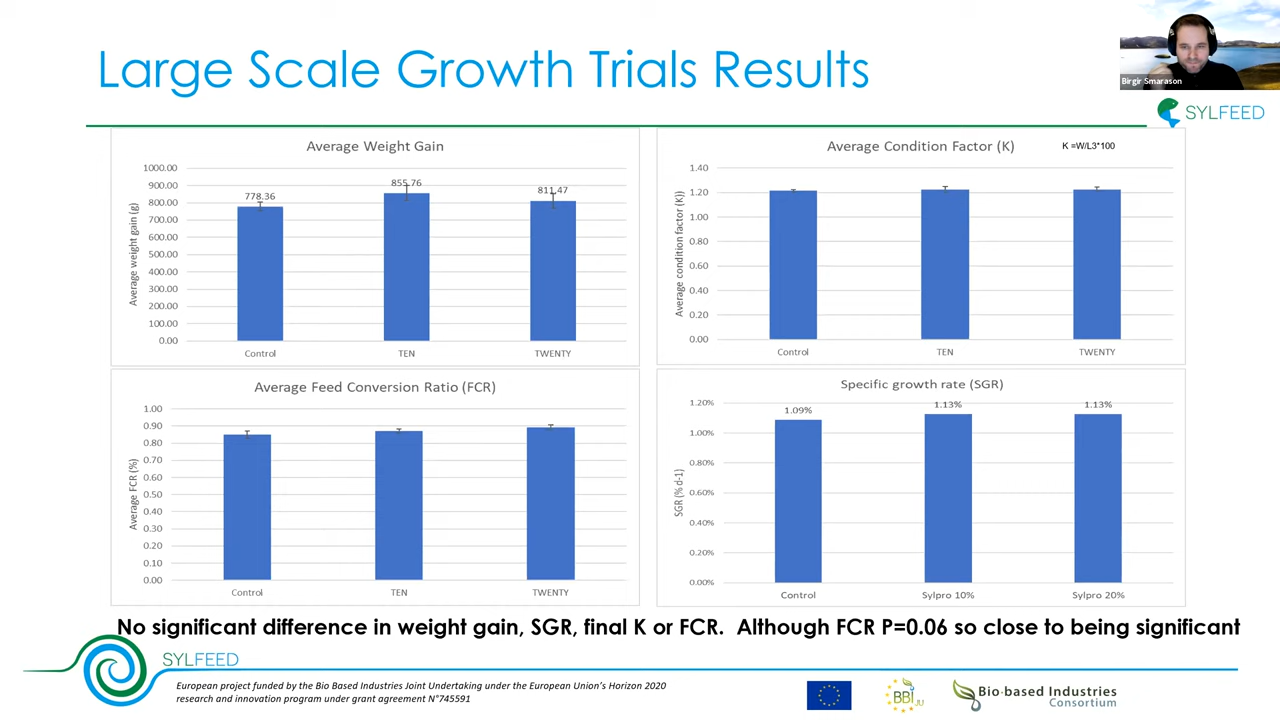 Large Scale Growth Trials Results
Birgir Smarason
SYLFEED
Average Weight Gain
Average weight gain (g)
1000.00
900.00
800.00
700.00
600.00
500.00
400.00
300.00
200.00
100.00
0.00
778.36
855.76
811.47
Control TEN TWENTY
Average Condition Factor (K)
K =W/L3*100
Average condition factor (K))
1.40
1.20
1.00
0.80
0.60
0.40
0.20
0.00
Control TEN TWENTY
Average Feed Conversion Ratio (FCR)
Average FCR (%)
1.00
0.90
0.80
0.70
0.60
0.50
0.40
0.30
0.20
0.10
0.00
Control TEN TWENTY
Specific growth rate (SGR)
SGR (% d-1)
1.20%
1.00%
0.80%
0.60%
0.40%
0.20%
0.00%
1.09%
1.13%
1.13%
Control Sylpro 10% Sylpro 20%
No significant difference in weight gain, SGR, final K or FCR. Although FCR P=0.06 so close to being significant
SYLFEED
European project funded by the Bio Based Industries Joint Undertaking under the European Union's Horizon 2020
research and innovation program under grant agreement N°745591
BBI JU
Bio-based Industries
Consortium